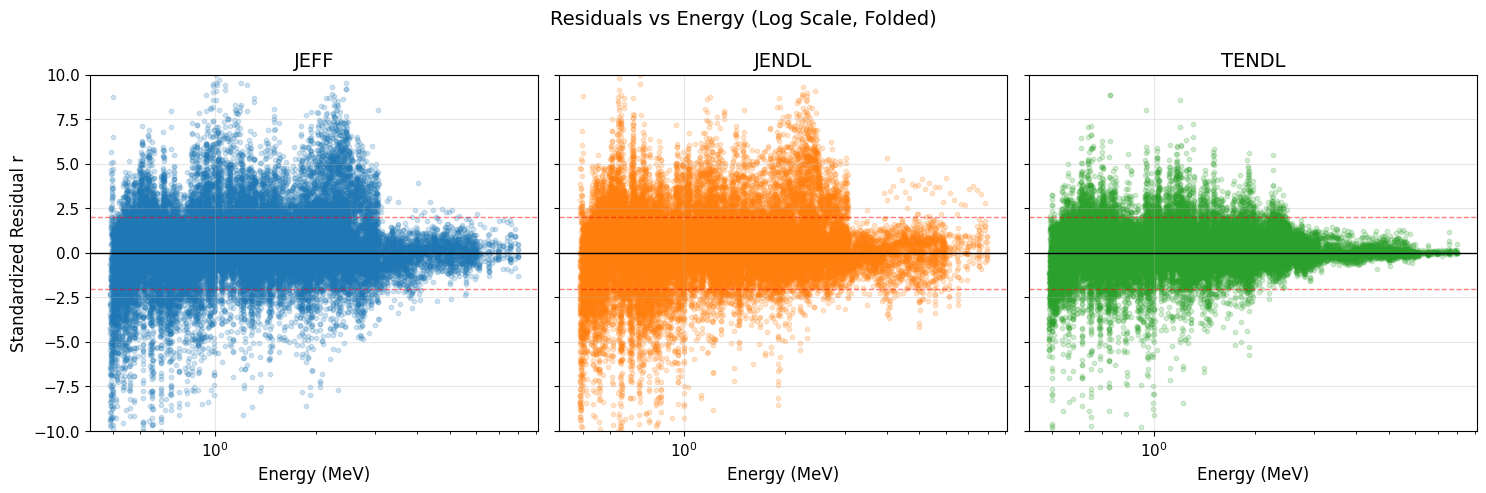 Residuals vs Energy (Log Scale, Folded)
JEFF
JENDL
TENDL
Standardized Residual r
10.0
7.5
5.0
2.5
0.0
−2.5
−5.0
−7.5
−10.0
10⁰
10⁰
10⁰
Energy (MeV)
Energy (MeV)
Energy (MeV)